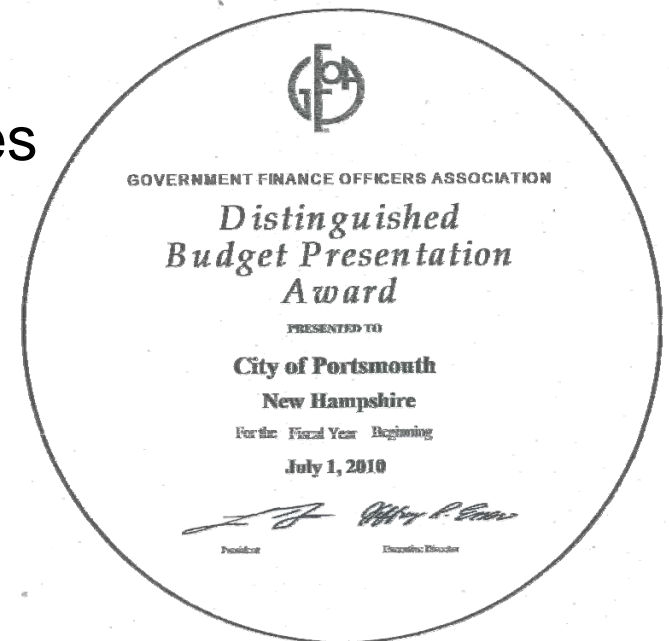 es
GFOA
GOVERNMENT FINANCE OFFICERS ASSOCIATION
Distinguished
Budget Presentation
Award
PRESENTED TO
City of Portsmouth
New Hampshire
For the Fiscal Year Beginning
July 1, 2010
President Executive Director